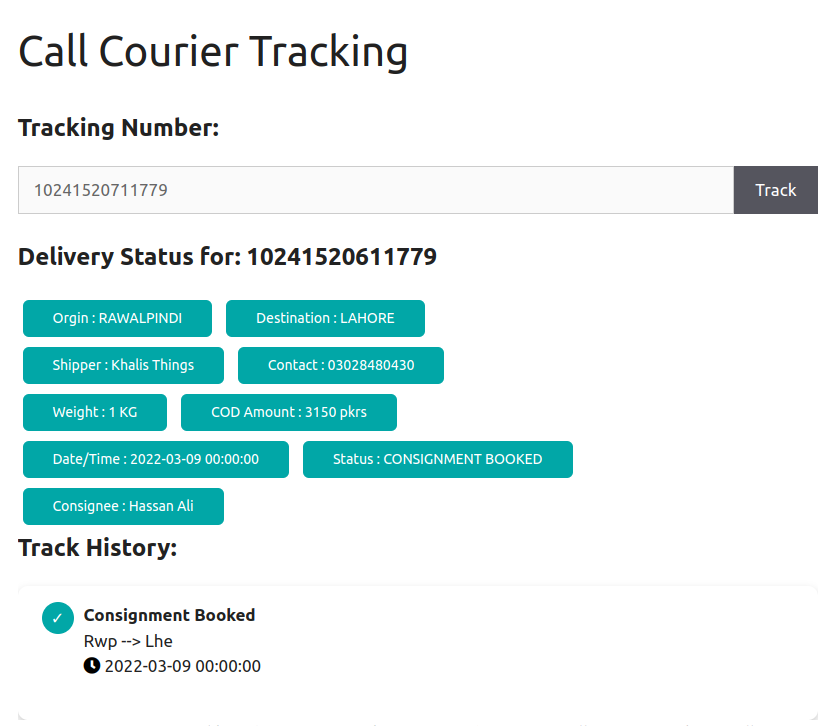 Call Courier Tracking
Tracking Number:
10241520711779 Track
Delivery Status for: 10241520611779
Orgin : RAWALPINDI Destination : LAHORE
Shipper : Khalis Things Contact : 03028480430
Weight : 1 KG COD Amount : 3150 pkrs
Date/Time : 2022-03-09 00:00:00 Status : CONSIGNMENT BOOKED
Consignee : Hassan Ali
Track History:
✓ Consignment Booked
Rwp --> Lhe
2022-03-09 00:00:00